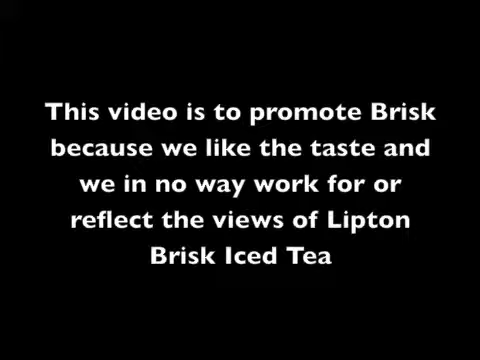 This video is to promote Brisk
because we like the taste and
we in no way work for or
reflect the views of Lipton
Brisk Iced Tea